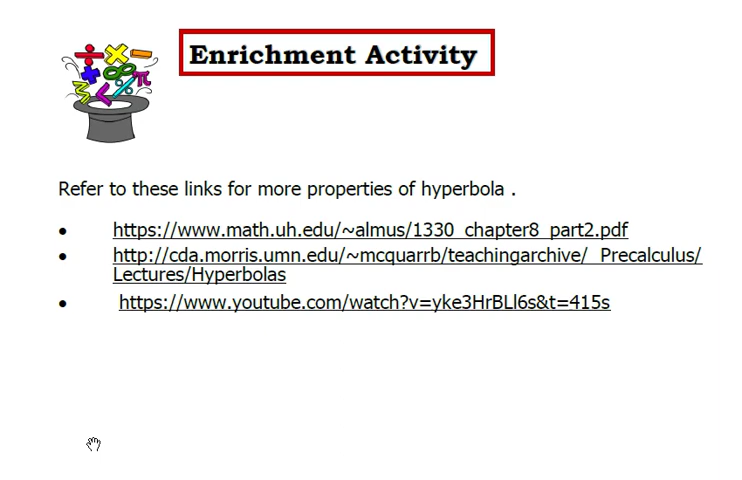 Enrichment Activity
Refer to these links for more properties of hyperbola .
• https://www.math.uh.edu/~almus/1330_chapter8_part2.pdf
• http://cda.morris.umn.edu/~mcquarrb/teachingarchive/_Precalculus/
Lectures/Hyperbolas
• https://www.youtube.com/watch?v=yke3HrBLl6s&t=415s